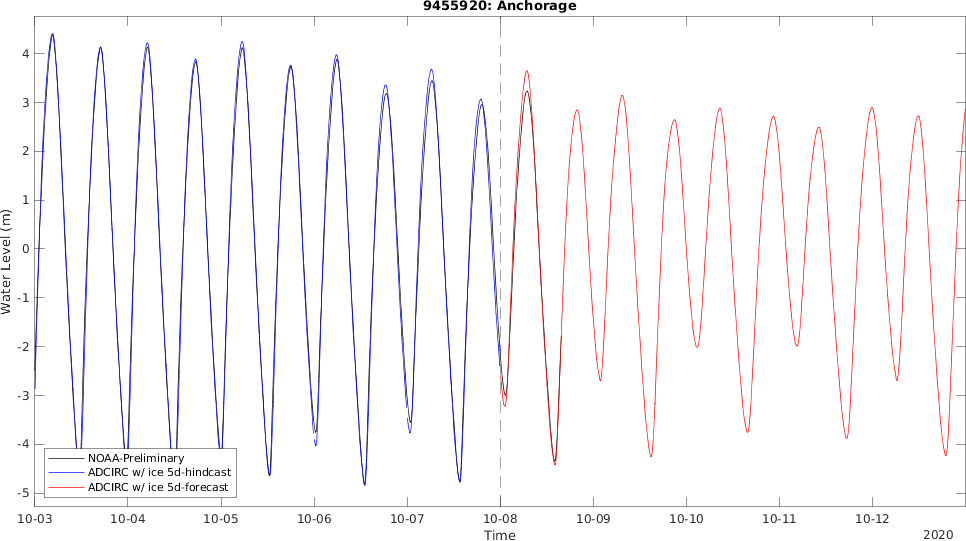 9455920: Anchorage
Water Level (m)
4
3
2
1
0
-1
-2
-3
-4
-5
NOAA-Preliminary
ADCIRC w/ ice 5d-hindcast
ADCIRC w/ ice 5d-forecast
10-03 10-04 10-05 10-06 10-07 10-08 10-09 10-10 10-11 10-12
Time
2020